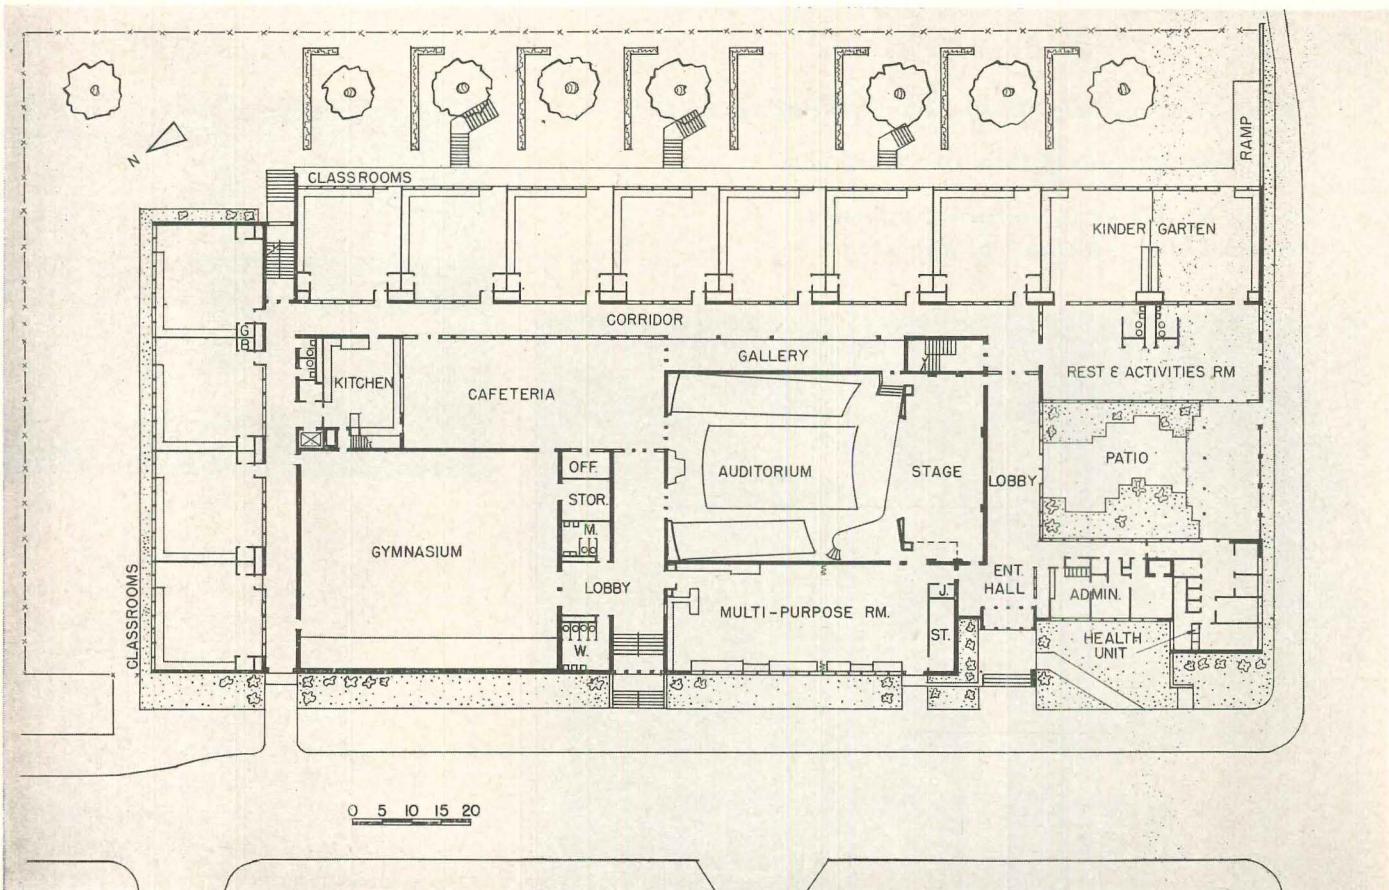 N
RAMP
CLASSROOMS
KINDER GARTEN
CORRIDOR
G
B
KITCHEN
CAFETERIA
GALLERY
REST & ACTIVITIES RM
OFF.
STOR.
M.
AUDITORIUM
STAGE
LOBBY
PATIO
GYMNASIUM
LOBBY
W.
MULTI-PURPOSE RM.
J.
ST.
ENT.
HALL
ADMIN.
HEALTH
UNIT
CLASSROOMS
0 5 10 15 20